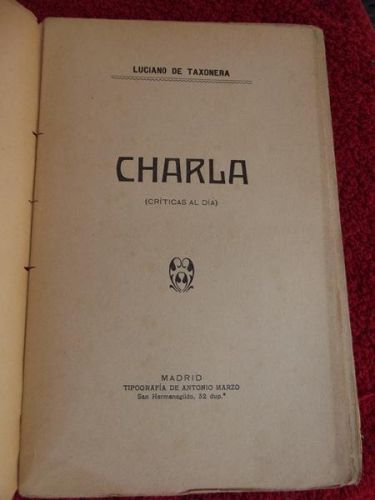 LUCIANO DE TAXONERA
CHARLA
(CRÍTICAS AL DÍA)
MADRID
TIPOGRAFÍA DE ANTONIO MARZO
San Hermenegildo, 32 dup.º